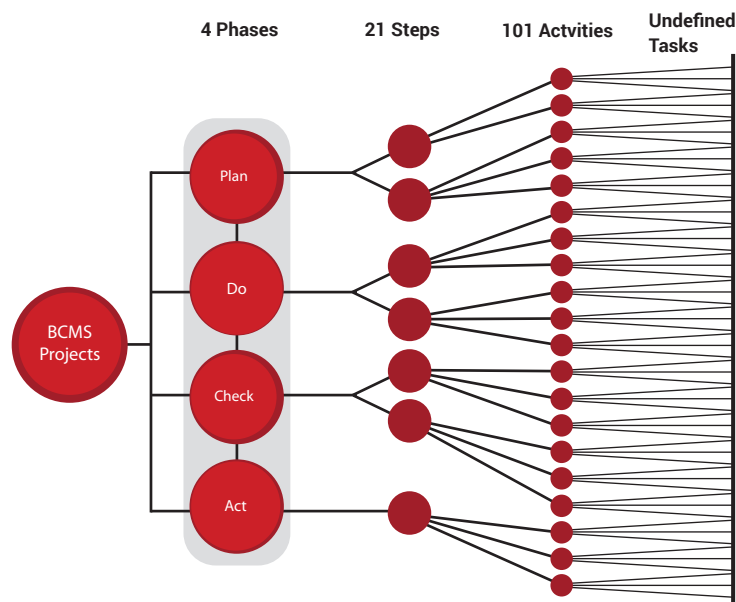 4 Phases
21 Steps
101 Actvities
Undefined
Tasks
Plan
Do
BCMS
Projects
Check
Act